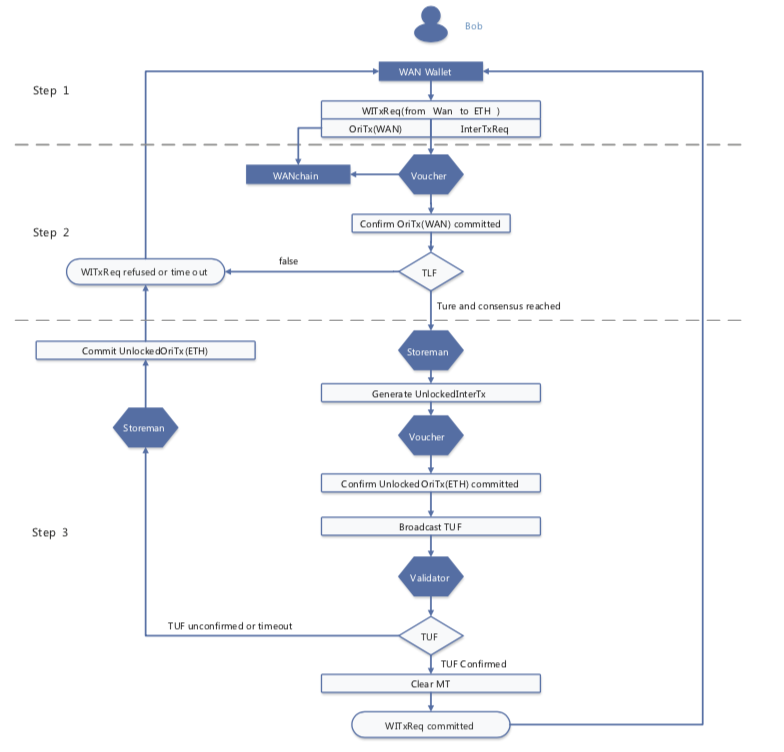 Bob
WAN Wallet
Step 1
WITxReq(from Wan to ETH )
OriTx(WAN) InterTxReq
WANchain
Voucher
Confirm OriTx(WAN) committed
Step 2
false
WITxReq refused or time out
TLF
Ture and consensus reached
Commit UnlockedOriTx(ETH)
Storeman
Generate UnlockedInterTx
Storeman
Voucher
Confirm Unlocked OriTx(ETH) committed
Broadcast TUF
Step 3
Validator
TUF unconfirmed or timeout
TUF
TUF Confirmed
Clear MT
WITxReq committed